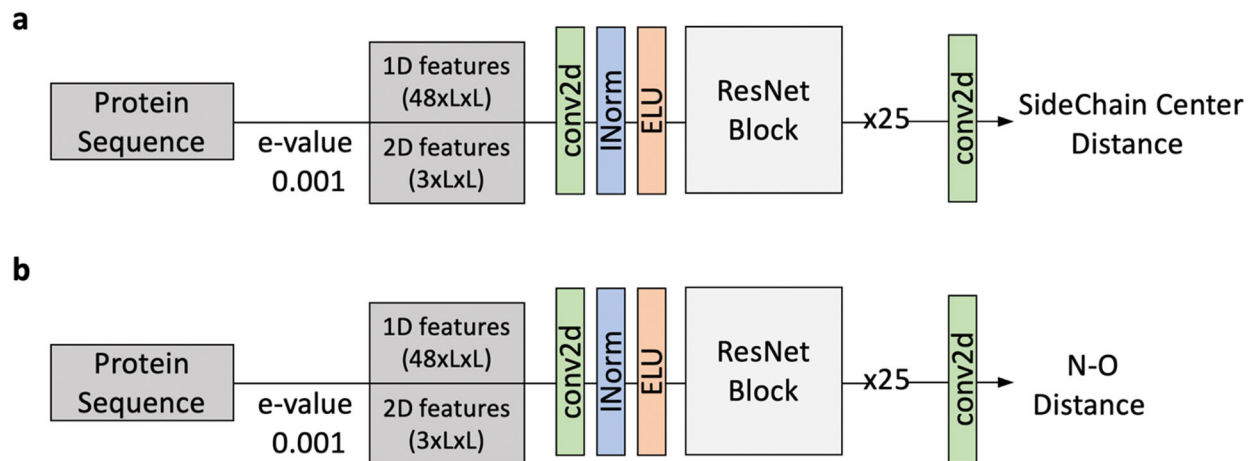 a
Protein
Sequence
e-value
0.001
1D features
(48xLxL)
2D features
(3xLxL)
conv2d
INorm
ELU
ResNet
Block
x25
conv2d
SideChain Center
Distance
b
Protein
Sequence
e-value
0.001
1D features
(48xLxL)
2D features
(3xLxL)
conv2d
INorm
ELU
ResNet
Block
x25
conv2d
N-O
Distance